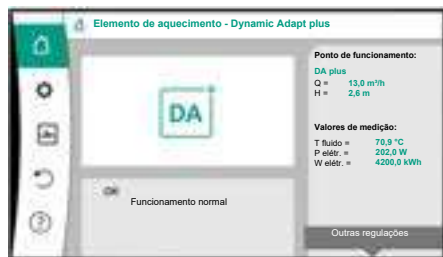 Elemento de aquecimento - Dynamic Adapt plus
DA
OK
Funcionamento normal
Ponto de funcionamento:
DA plus
Q = 13,0 m³/h
H = 2,6 m
Valores de medição:
T fluido = 70,9 °C
P elétr. = 202,0 W
W elétr. = 4200,0 kWh
Outras regulações